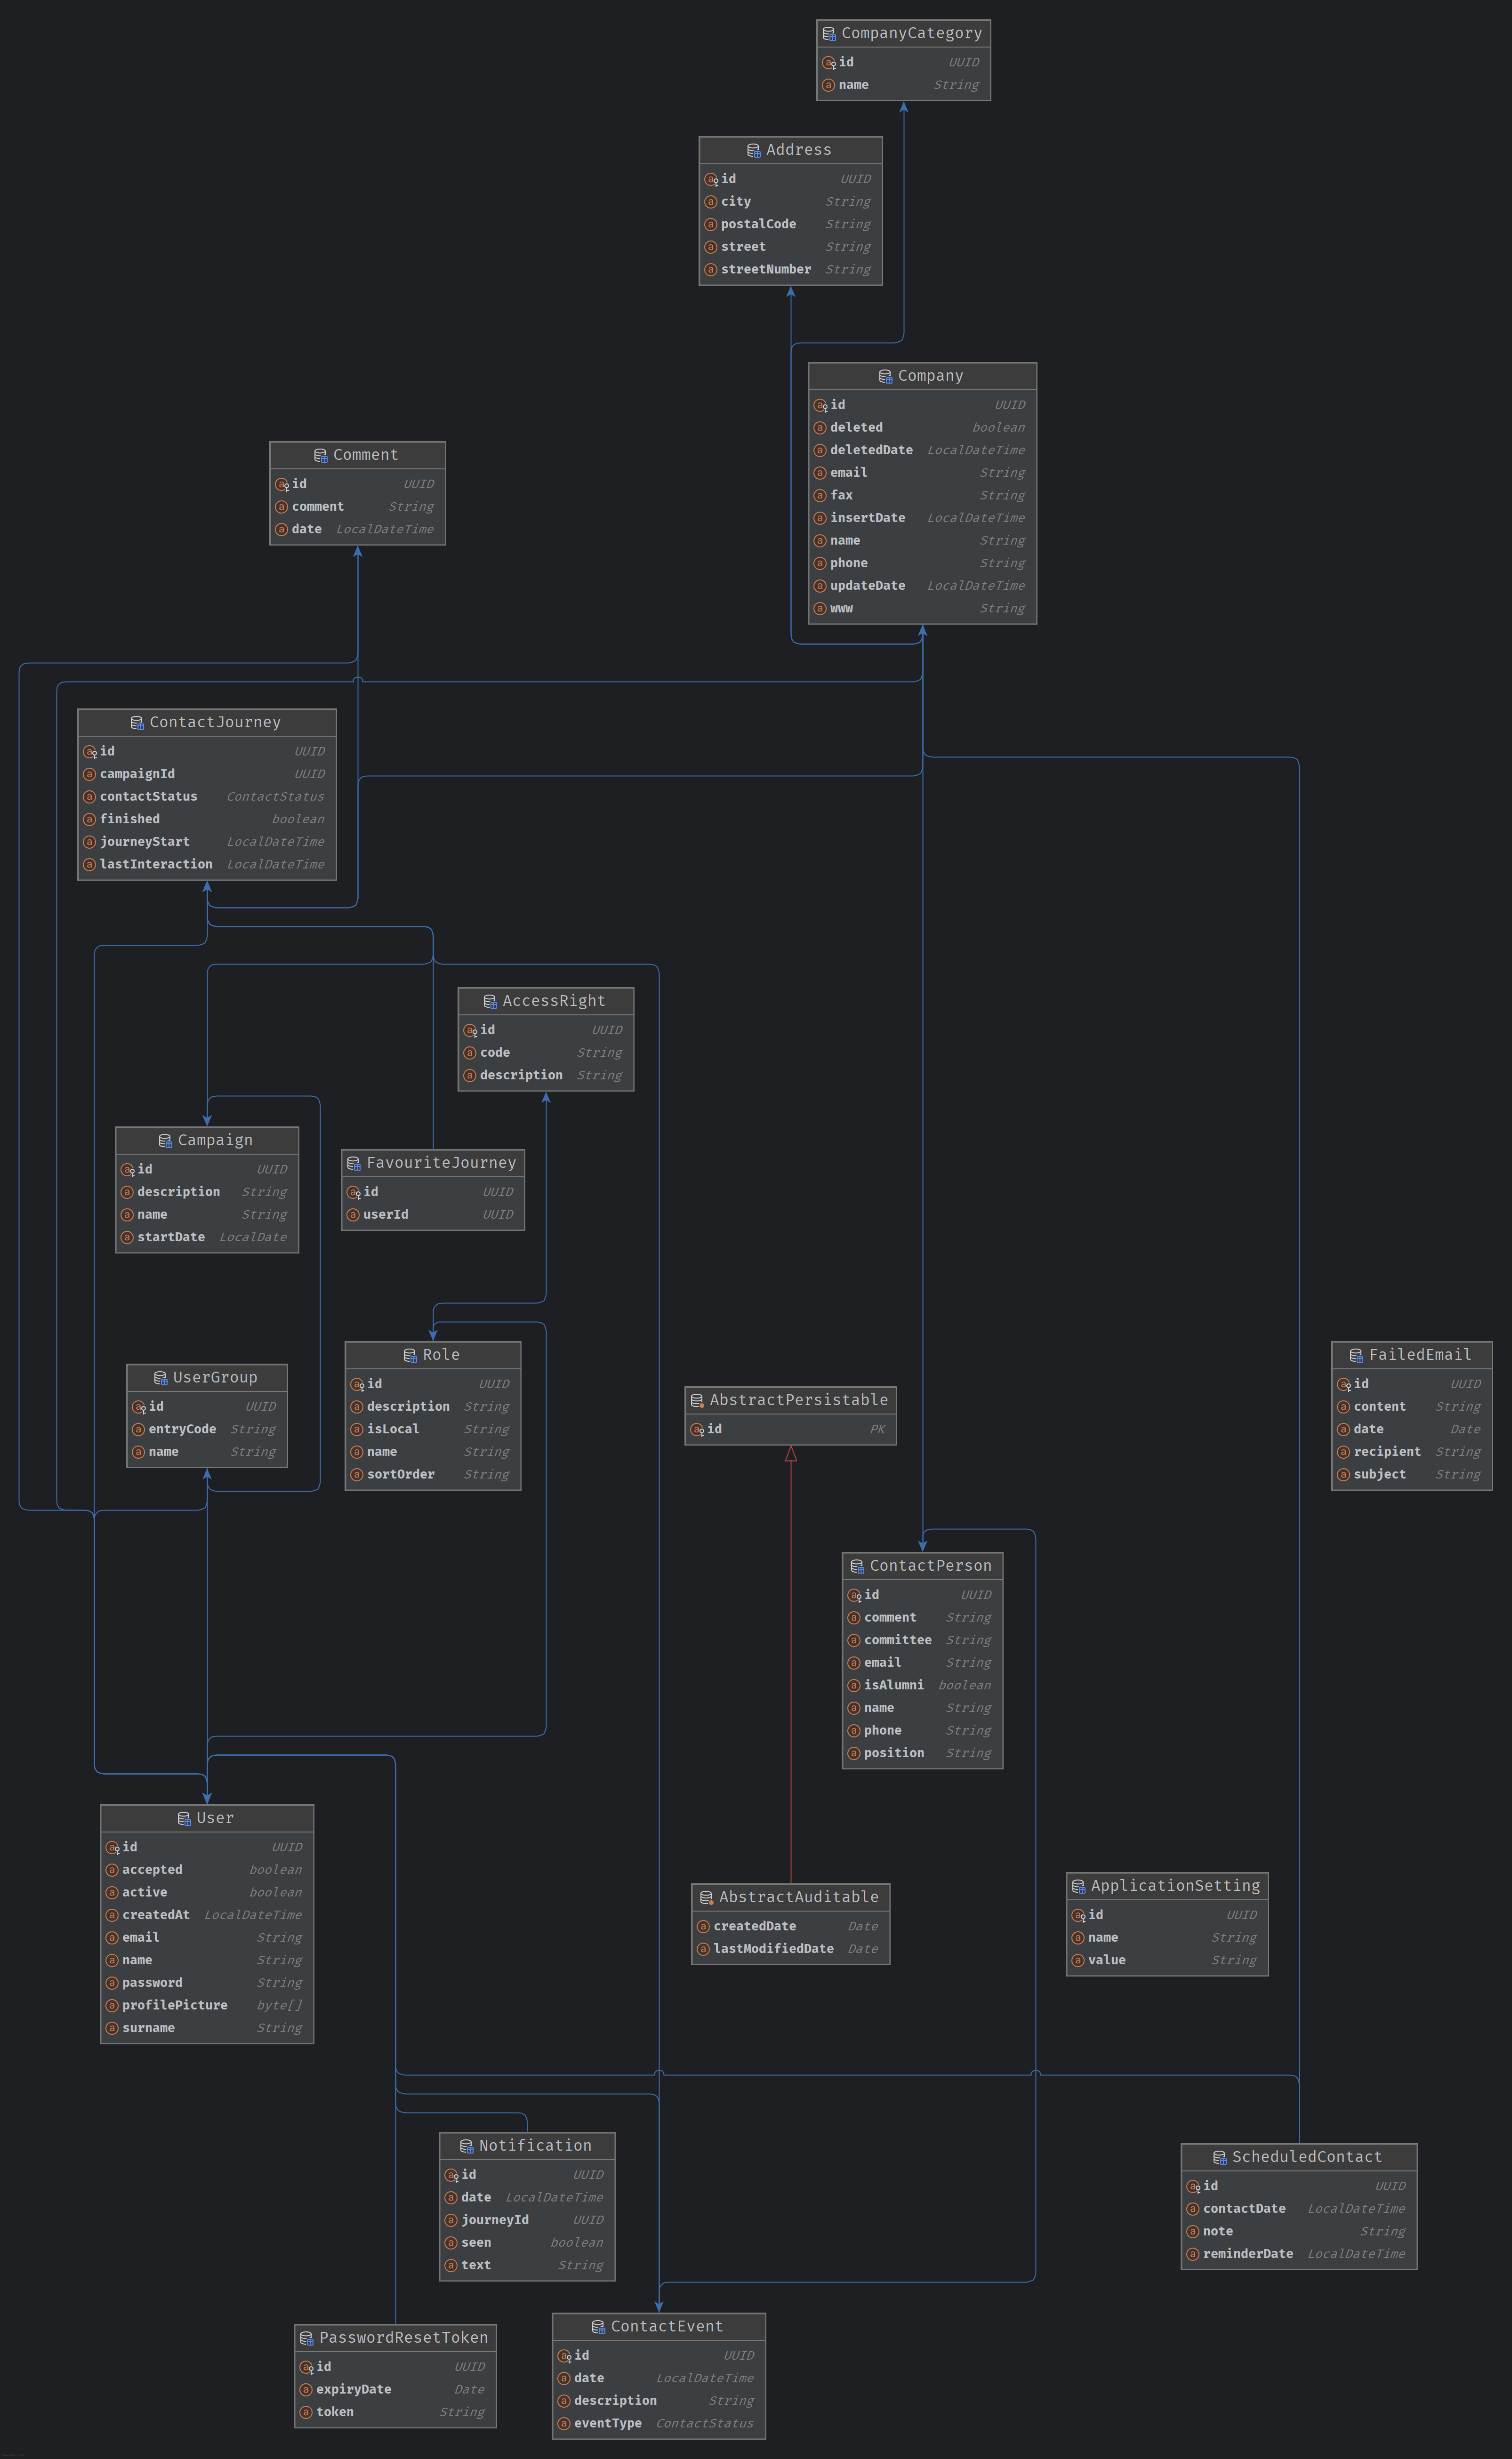 CompanyCategory
id UUID
name String
Address
id UUID
city String
postalCode String
street String
streetNumber String
Company
id UUID
deleted boolean
deletedDate LocalDateTime
email String
fax String
insertDate LocalDateTime
name String
phone String
updateDate LocalDateTime
www String
Comment
id UUID
comment String
date LocalDateTime
ContactJourney
id UUID
campaignId UUID
contactStatus ContactStatus
finished boolean
journeyStart LocalDateTime
lastInteraction LocalDateTime
AccessRight
id UUID
code String
description String
Campaign
id UUID
description String
name String
startDate LocalDate
FavouriteJourney
id UUID
userId UUID
Role
id UUID
description String
isLocal String
name String
sortOrder String
FailedEmail
id UUID
content String
date Date
recipient String
subject String
UserGroup
id UUID
entryCode String
name String
AbstractPersistable
id PK
ContactPerson
id UUID
comment String
committee String
email String
isAlumni boolean
name String
phone String
position String
User
id UUID
accepted boolean
active boolean
createdAt LocalDateTime
email String
name String
password String
profilePicture byte[]
surname String
AbstractAuditable
createdDate Date
lastModifiedDate Date
ApplicationSetting
id UUID
name String
value String
Notification
id UUID
date LocalDateTime
journeyId UUID
seen boolean
text String
ScheduledContact
id UUID
contactDate LocalDateTime
note String
reminderDate LocalDateTime
PasswordResetToken
id UUID
expiryDate Date
token String
ContactEvent
id UUID
date LocalDateTime
description String
eventType ContactStatus